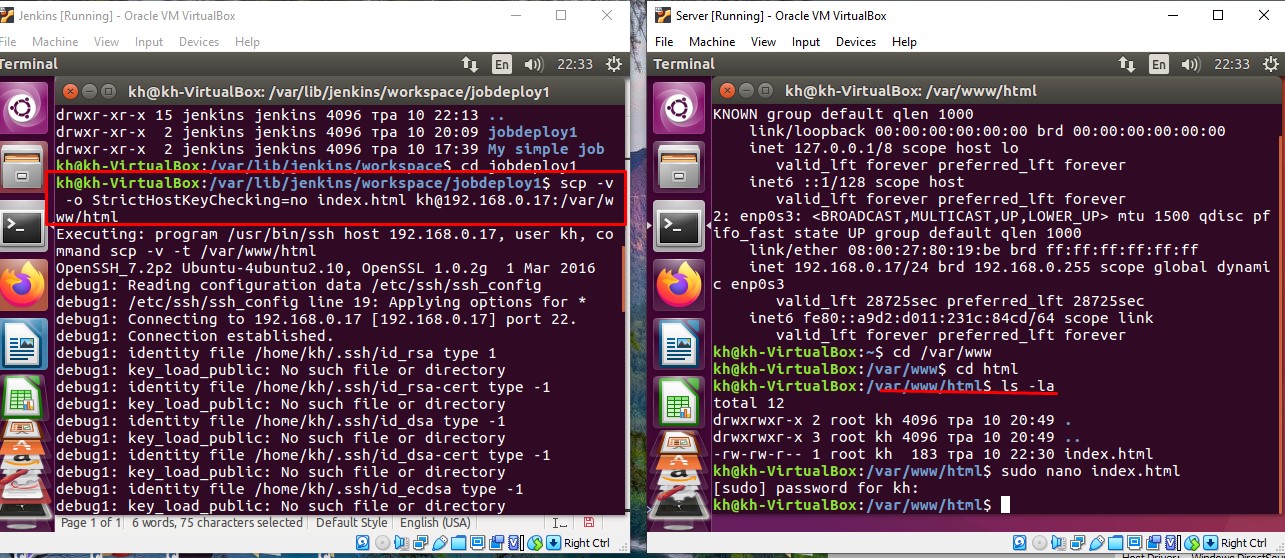 Jenkins [Running] - Oracle VM VirtualBox
File Machine View Input Devices Help
Terminal
En
22:33
kh@kh-VirtualBox: /var/lib/jenkins/workspace/jobdeploy1
drwxr-xr-x 15 jenkins jenkins 4096 тра 10 22:13 ..
drwxr-xr-x  2 jenkins jenkins 4096 тра 10 20:09 jobdeploy1
drwxr-xr-x  2 jenkins jenkins 4096 тра 10 17:39 My simple job
kh@kh-VirtualBox:/var/lib/jenkins/workspace$ cd jobdeploy1
kh@kh-VirtualBox:/var/lib/jenkins/workspace/jobdeploy1$ scp -v
 -o StrictHostKeyChecking=no index.html kh@192.168.0.17:/var/w
ww/html
Executing: program /usr/bin/ssh host 192.168.0.17, user kh, co
mmand scp -v -t /var/www/html
OpenSSH_7.2p2 Ubuntu-4ubuntu2.10, OpenSSL 1.0.2g  1 Mar 2016
debug1: Reading configuration data /etc/ssh/ssh_config
debug1: /etc/ssh/ssh_config line 19: Applying options for *
debug1: Connecting to 192.168.0.17 [192.168.0.17] port 22.
debug1: Connection established.
debug1: identity file /home/kh/.ssh/id_rsa type 1
debug1: key_load_public: No such file or directory
debug1: identity file /home/kh/.ssh/id_rsa-cert type -1
debug1: key_load_public: No such file or directory
debug1: identity file /home/kh/.ssh/id_dsa type -1
debug1: key_load_public: No such file or directory
debug1: identity file /home/kh/.ssh/id_dsa-cert type -1
debug1: key_load_public: No such file or directory
debug1: identity file /home/kh/.ssh/id_ecdsa type -1
debug1: key_load_public: No such file or directory
Page 1 of 1 6 words, 75 characters selected Default Style English (USA)
Right Ctrl
Server [Running] - Oracle VM VirtualBox
File Machine View Input Devices Help
Terminal
En
22:33
kh@kh-VirtualBox: /var/www/html
KNOWN group default qlen 1000
    link/loopback 00:00:00:00:00:00 brd 00:00:00:00:00:00
    inet 127.0.0.1/8 scope host lo
       valid_lft forever preferred_lft forever
    inet6 ::1/128 scope host
       valid_lft forever preferred_lft forever
2: enp0s3: <BROADCAST,MULTICAST,UP,LOWER_UP> mtu 1500 qdisc pf
ifo_fast state UP group default qlen 1000
    link/ether 08:00:27:80:19:be brd ff:ff:ff:ff:ff:ff
    inet 192.168.0.17/24 brd 192.168.0.255 scope global dynami
c enp0s3
       valid_lft 28725sec preferred_lft 28725sec
    inet6 fe80::a9d2:d011:231c:84cd/64 scope link
       valid_lft forever preferred_lft forever
kh@kh-VirtualBox:~$ cd /var/www
kh@kh-VirtualBox:/var/www$ cd html
kh@kh-VirtualBox:/var/www/html$ ls -la
total 12
drwxrwxr-x 2 root kh 4096 тра 10 20:49 .
drwxrwxr-x 3 root kh 4096 тра 10 20:49 ..
-rw-rw-r-- 1 root kh  183 тра 10 22:30 index.html
kh@kh-VirtualBox:/var/www/html$ sudo nano index.html
[sudo] password for kh:
kh@kh-VirtualBox:/var/www/html$
Right Ctrl